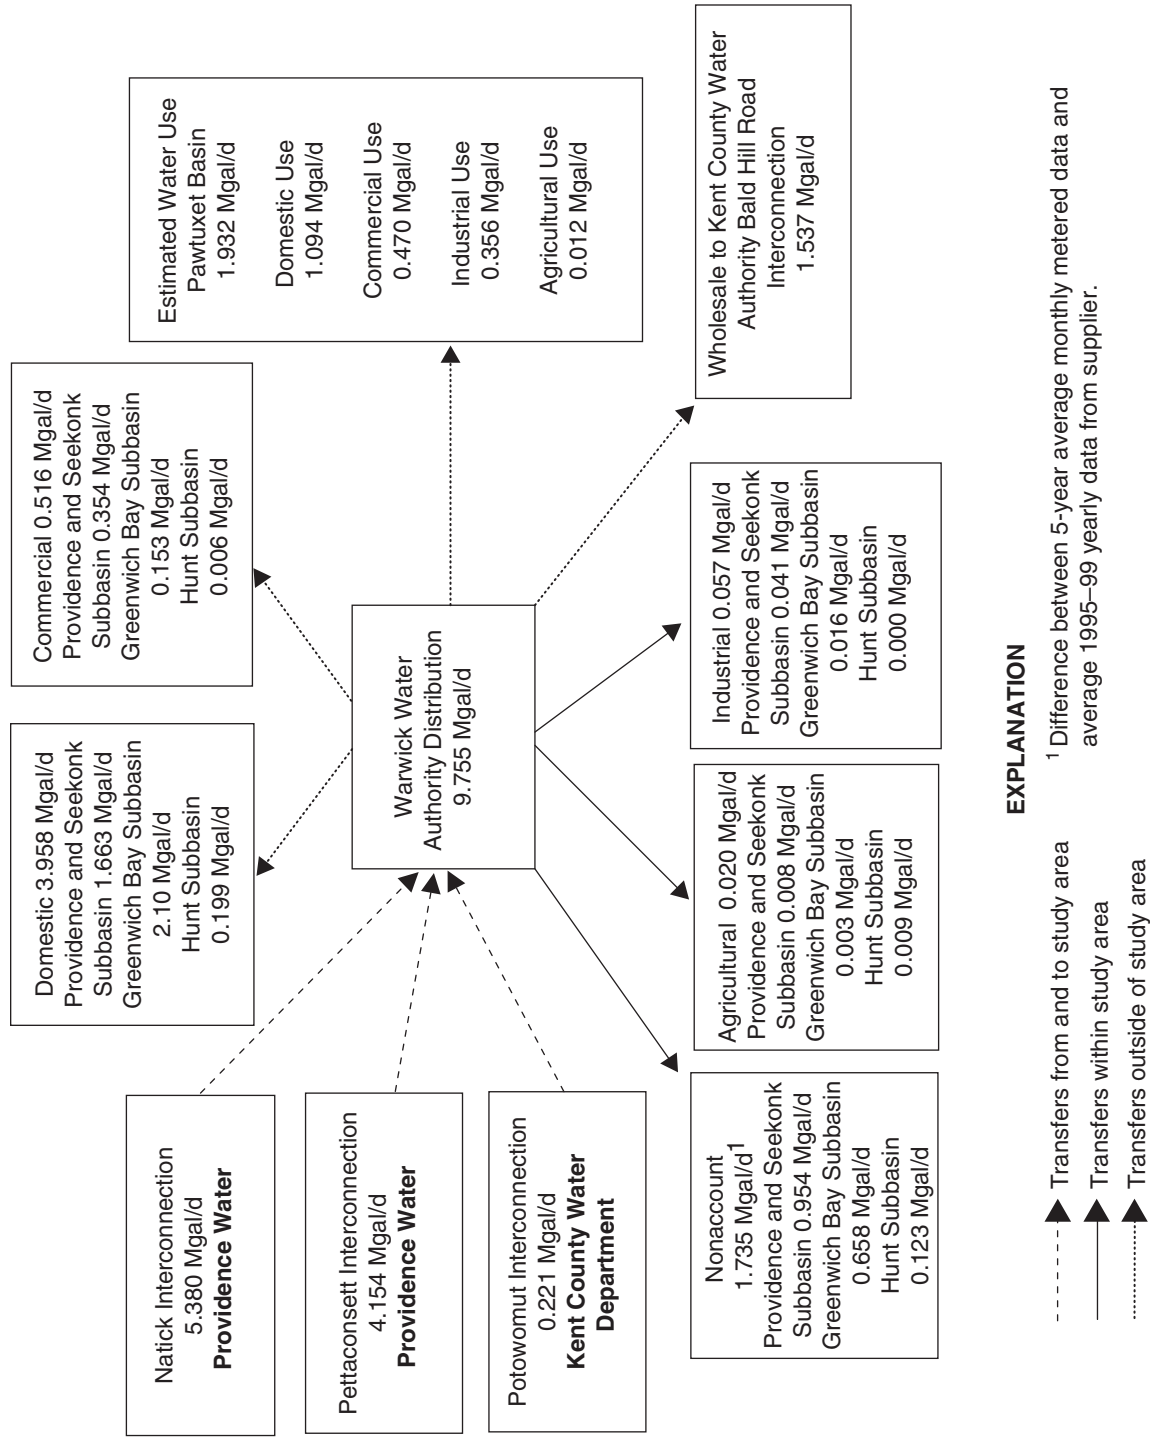 Domestic 3.958 Mgal/d
Providence and Seekonk
Subbasin 1.663 Mgal/d
Greenwich Bay Subbasin
2.10 Mgal/d
Hunt Subbasin
0.199 Mgal/d
Commercial 0.516 Mgal/d
Providence and Seekonk
Subbasin 0.354 Mgal/d
Greenwich Bay Subbasin
0.153 Mgal/d
Hunt Subbasin
0.006 Mgal/d
Natick Interconnection
5.380 Mgal/d
Providence Water
Pettaconsett Interconnection
4.154 Mgal/d
Providence Water
Potowomut Interconnection
0.221 Mgal/d
Kent County Water
Department
Warwick Water
Authority Distribution
9.755 Mgal/d
Estimated Water Use
Pawtuxet Basin
1.932 Mgal/d
Domestic Use
1.094 Mgal/d
Commercial Use
0.470 Mgal/d
Industrial Use
0.356 Mgal/d
Agricultural Use
0.012 Mgal/d
Nonaccount
1.735 Mgal/d1
Providence and Seekonk
Subbasin 0.954 Mgal/d
Greenwich Bay Subbasin
0.658 Mgal/d
Hunt Subbasin
0.123 Mgal/d
Agricultural 0.020 Mgal/d
Providence and Seekonk
Subbasin 0.008 Mgal/d
Greenwich Bay Subbasin
0.003 Mgal/d
Hunt Subbasin
0.009 Mgal/d
Industrial 0.057 Mgal/d
Providence and Seekonk
Subbasin 0.041 Mgal/d
Greenwich Bay Subbasin
0.016 Mgal/d
Hunt Subbasin
0.000 Mgal/d
Wholesale to Kent County Water
Authority Bald Hill Road
Interconnection
1.537 Mgal/d
EXPLANATION
Transfers from and to study area
Transfers within study area
Transfers outside of study area
1 Difference between 5-year average monthly metered data and
average 1995–99 yearly data from supplier.